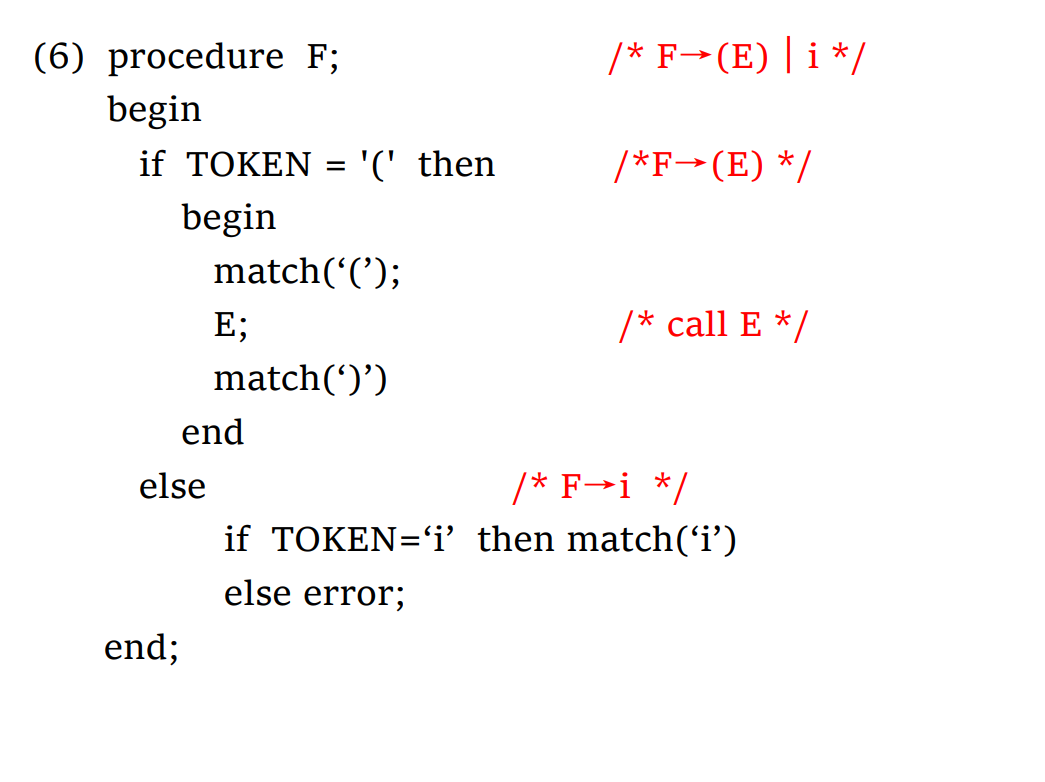 (6) procedure F; /* F→(E) | i */
begin
if TOKEN = '(' then /*F→(E) */
begin
match(‘(’);
E; /* call E */
match(‘)’)
end
else /* F→i */
if TOKEN=‘i’ then match(‘i’)
else error;
end;